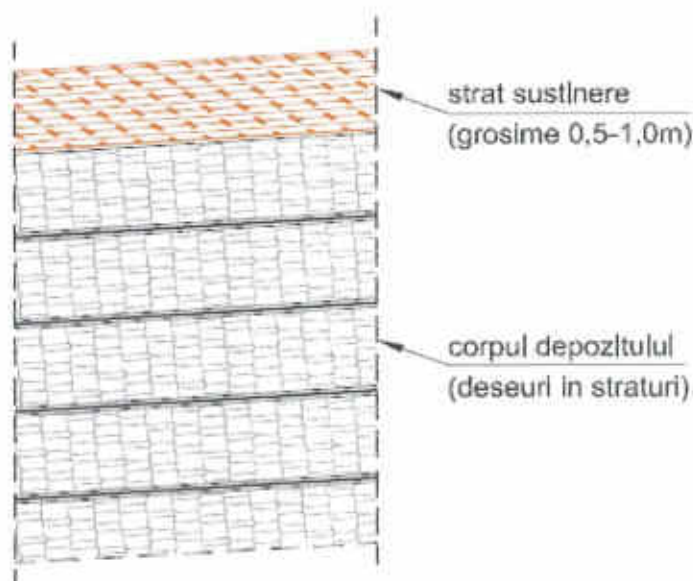 strat sustinere
(grosime 0,5-1,0m)
corpul depozitului
(deseuri in straturi)